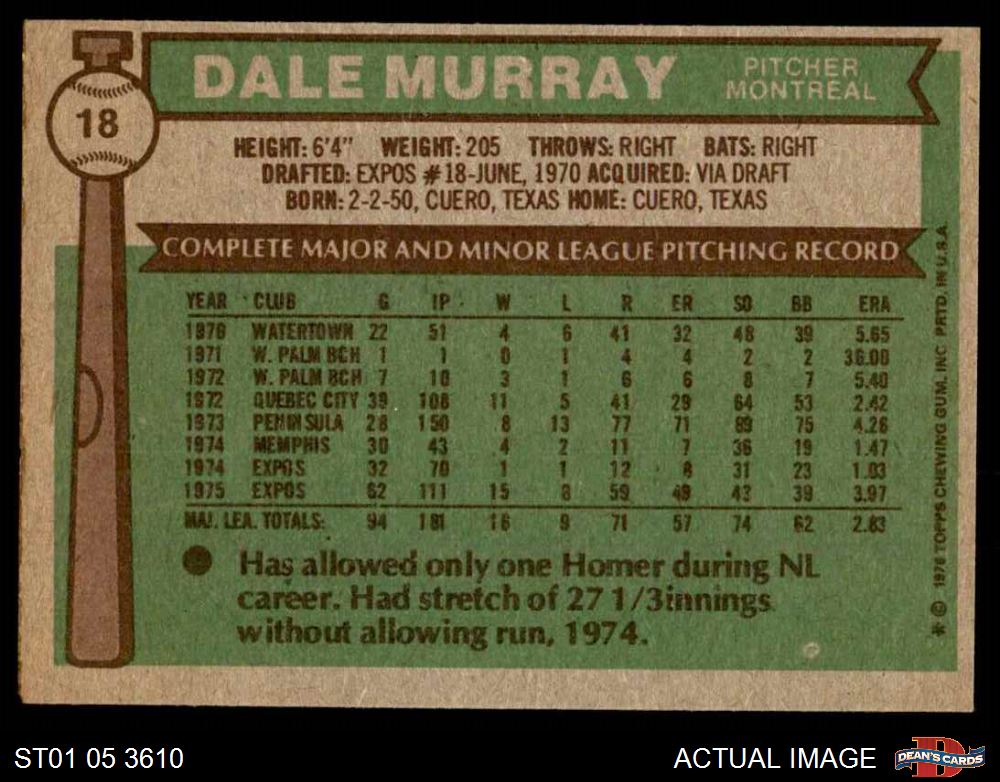 18
DALE MURRAY
PITCHER
MONTREAL
HEIGHT: 6'4" WEIGHT: 205 THROWS: RIGHT BATS: RIGHT
DRAFTED: EXPOS #18-JUNE, 1970 ACQUIRED: VIA DRAFT
BORN: 2-2-50, CUERO, TEXAS HOME: CUERO, TEXAS
COMPLETE MAJOR AND MINOR LEAGUE PITCHING RECORD
YEAR CLUB G IP W L R ER SO BB ERA
1970 WATERTOWN 22 51 4 6 41 32 48 39 5.65
1971 W. PALM BCH 1 1 0 1 4 4 2 2 36.00
1972 W. PALM BCH 7 10 3 1 6 6 8 7 5.40
1972 QUEBEC CITY 39 108 11 5 41 29 64 53 2.42
1973 PENINSULA 28 150 8 13 77 71 89 75 4.26
1974 MEMPHIS 30 43 4 2 11 7 36 19 1.47
1974 EXPOS 32 70 1 1 12 8 31 23 1.03
1975 EXPOS 62 111 15 8 59 49 43 39 3.97
MAJ. LEA. TOTALS: 94 181 16 9 71 57 74 62 2.83
Has allowed only one Homer during NL
career. Had stretch of 27 1/3innings
without allowing run, 1974.
* © 1976 TOPPS CHEWING GUM, INC PRTD. IN U.S.A.
ST01 05 3610
ACTUAL IMAGE
D
DEAN'S CARDS